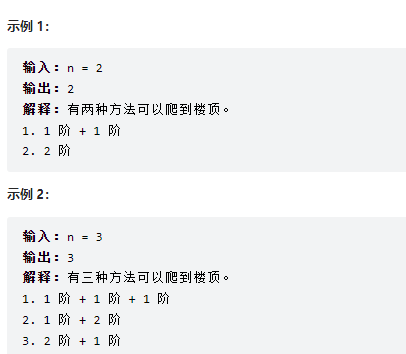 示例 1：
输入：n = 2
输出：2
解释：有两种方法可以爬到楼顶。
1. 1 阶 + 1 阶
2. 2 阶
示例 2：
输入：n = 3
输出：3
解释：有三种方法可以爬到楼顶。
1. 1 阶 + 1 阶 + 1 阶
2. 1 阶 + 2 阶
3. 2 阶 + 1 阶